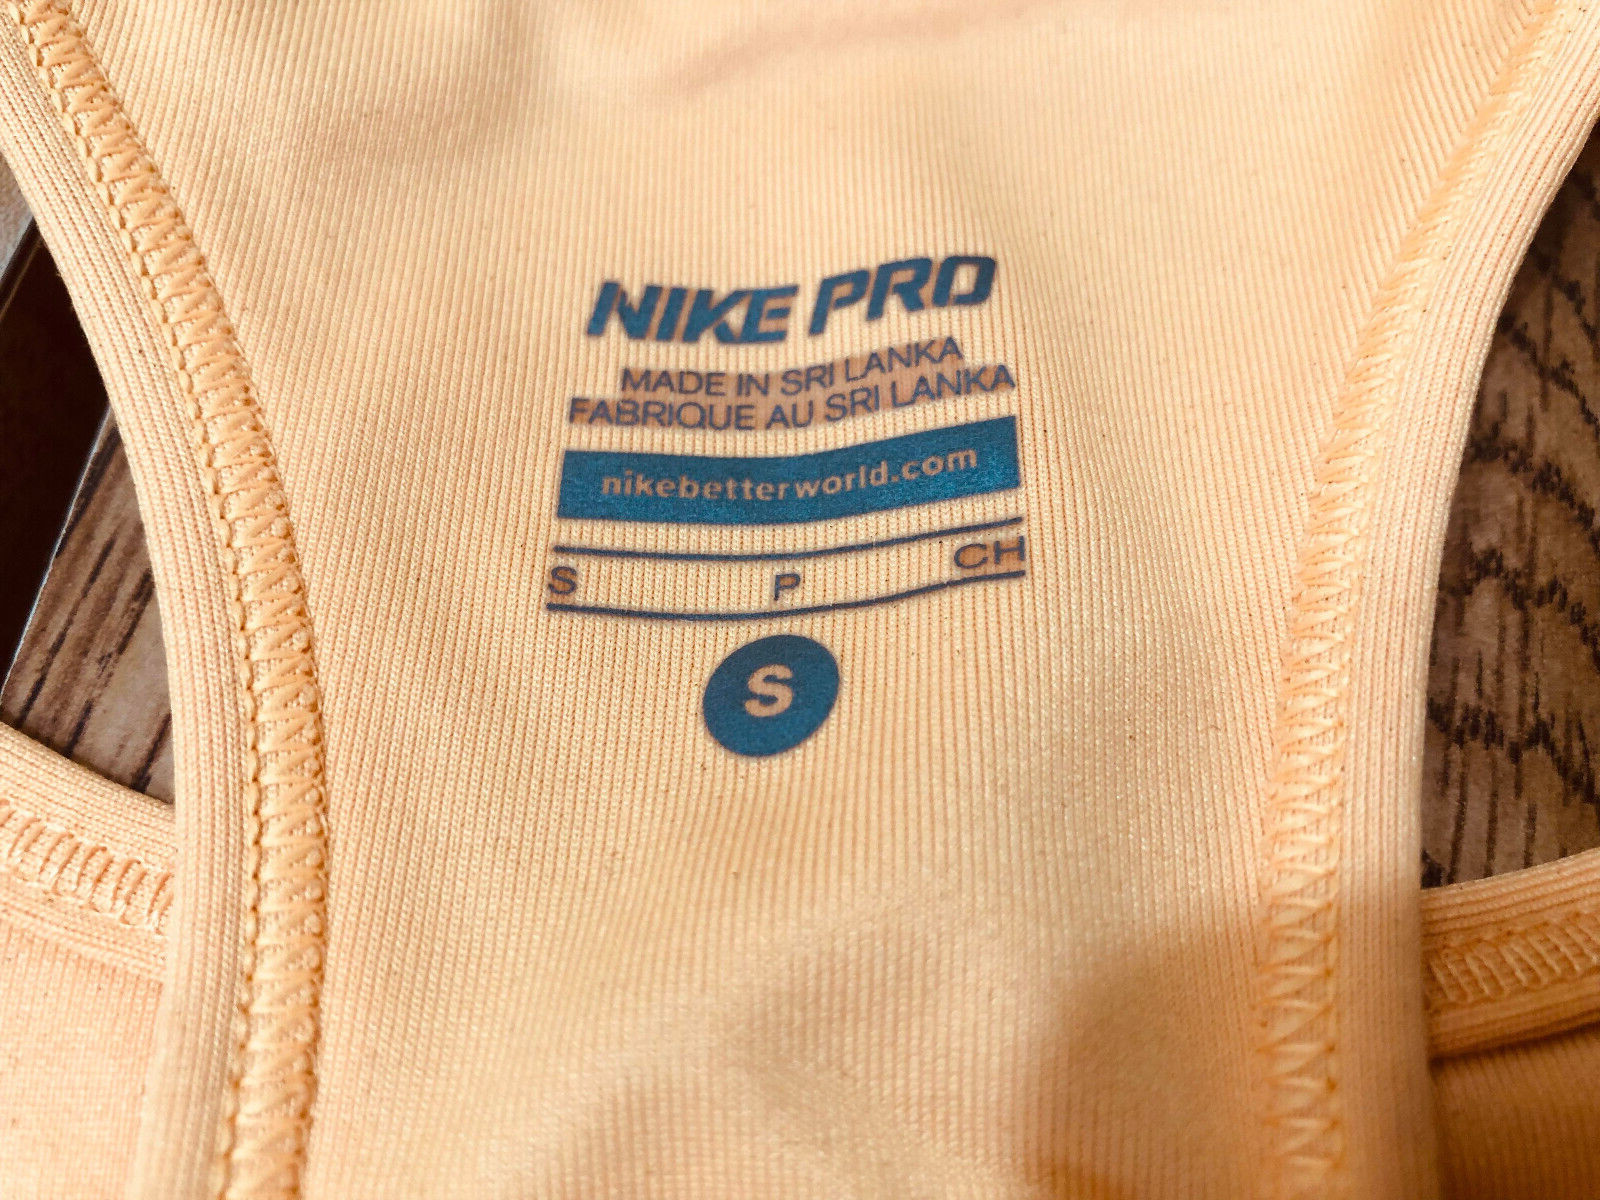 NIKE PRO
MADE IN SRI LANKA
FABRIQUE AU SRI LANKA
nikebetterworld.com
S P CH
S